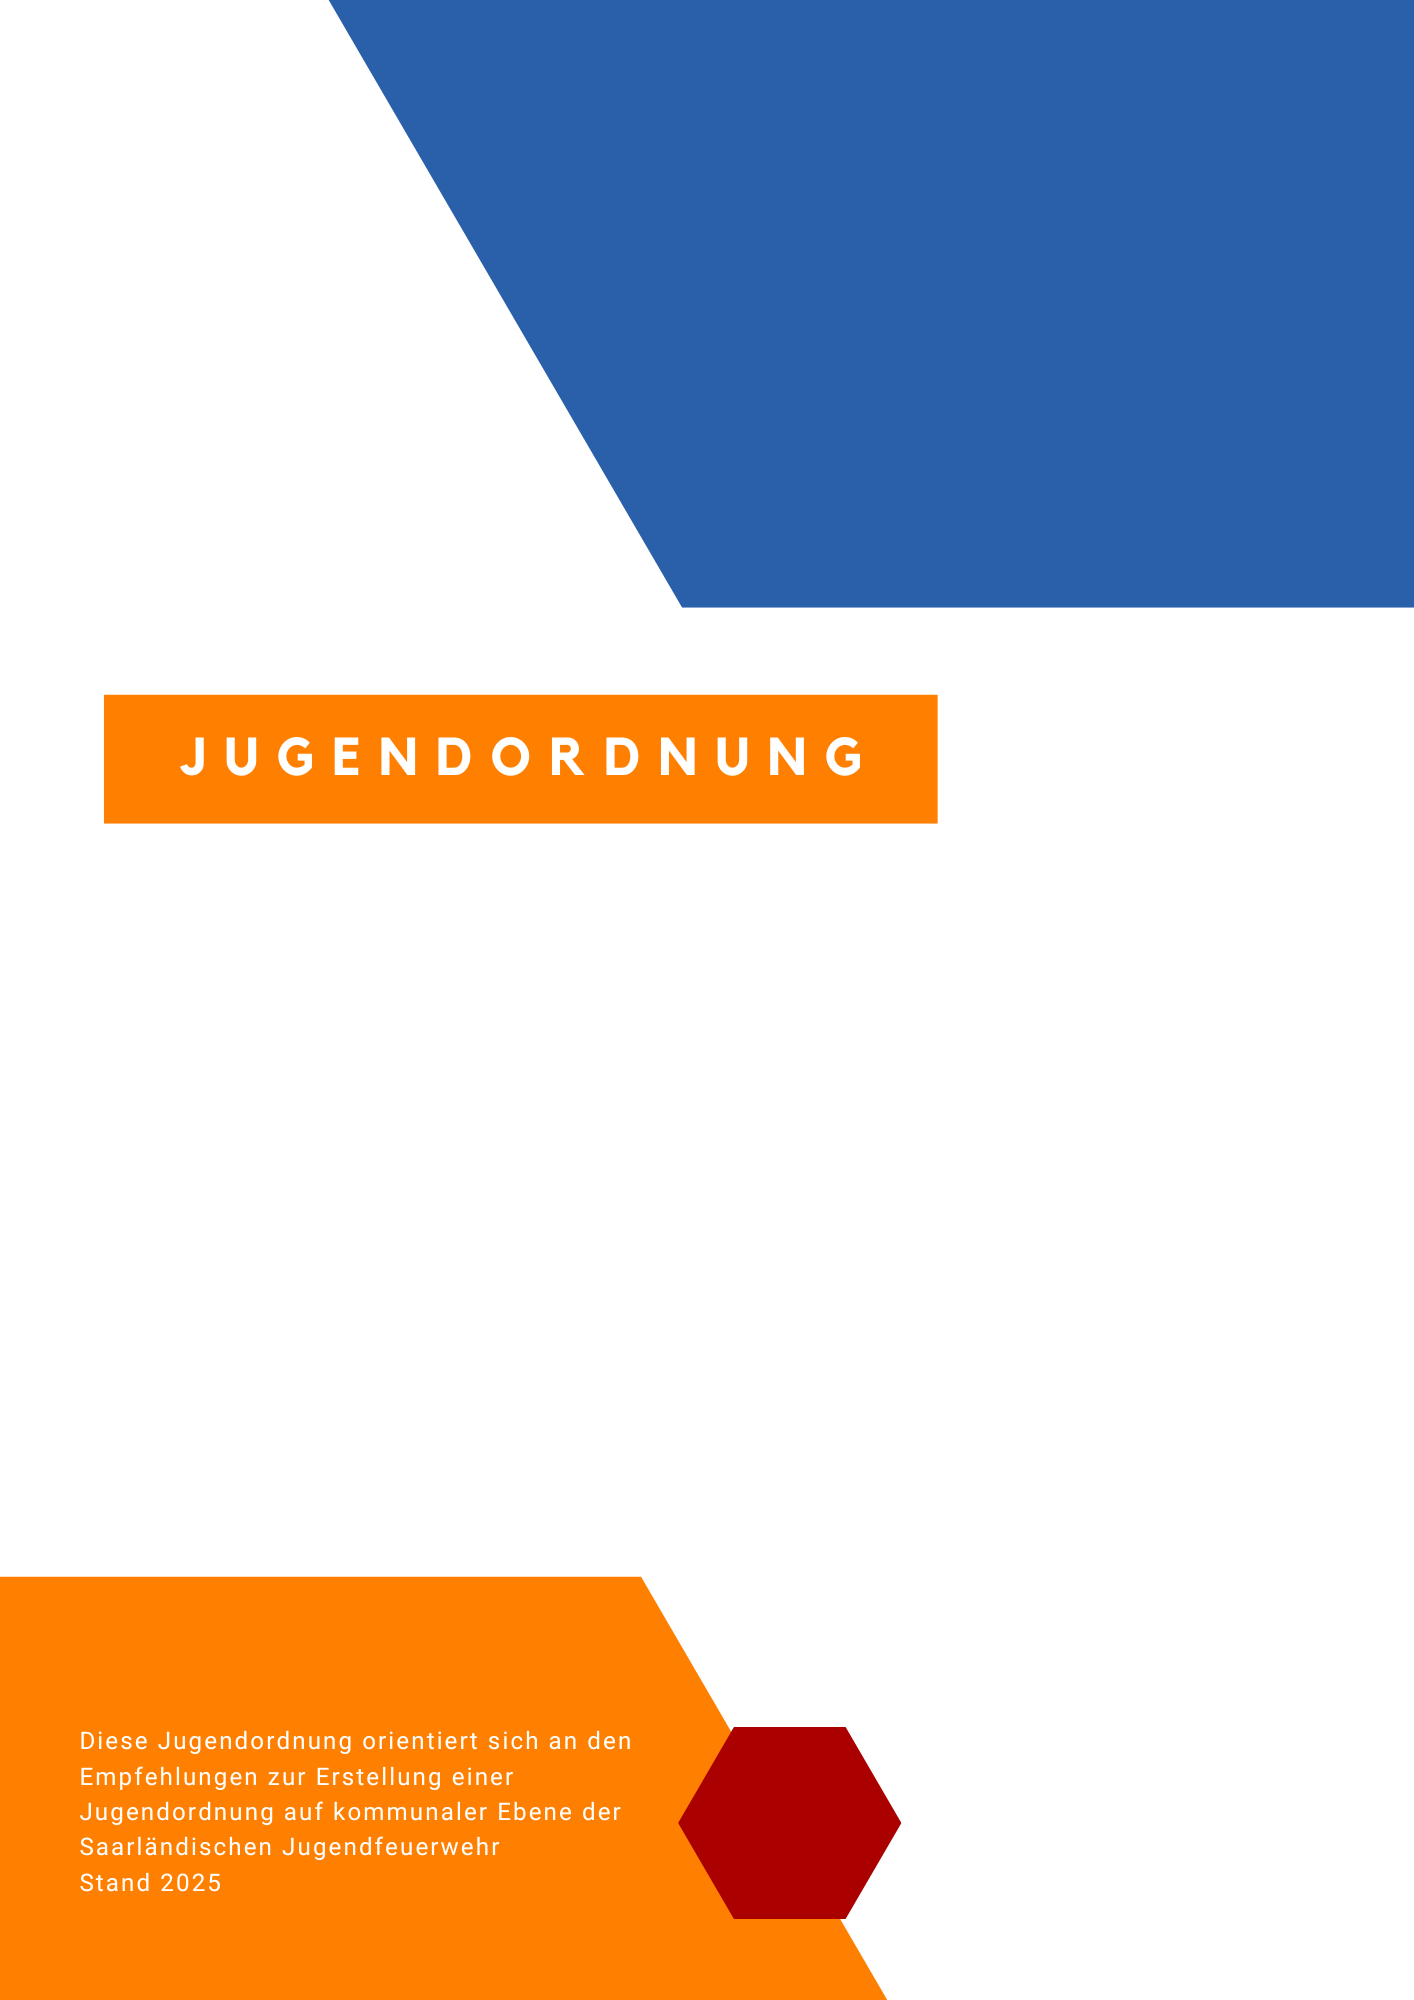 JUGENDORDNUNG
Diese Jugendordnung orientiert sich an den
Empfehlungen zur Erstellung einer
Jugendordnung auf kommunaler Ebene der
Saarländischen Jugendfeuerwehr
Stand 2025